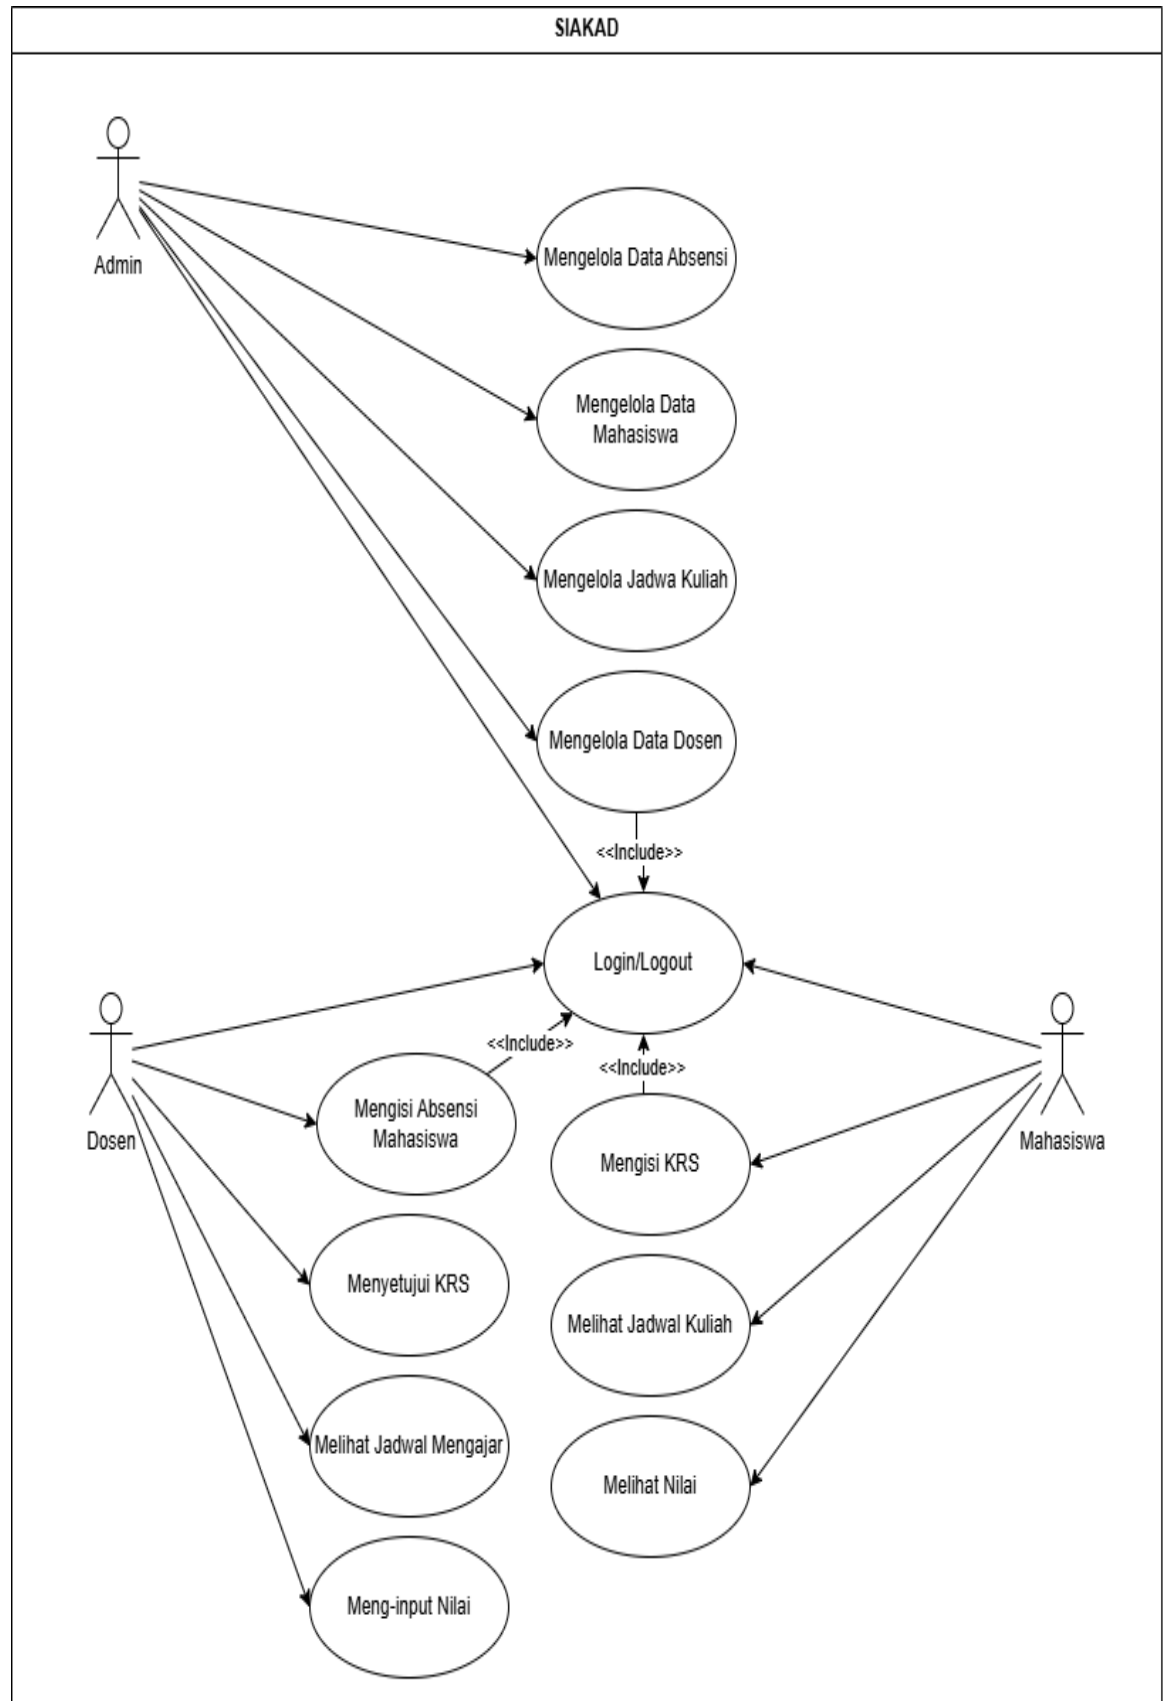 SIAKAD
Admin
Mengelola Data Absensi
Mengelola Data
Mahasiswa
Mengelola Jadwa Kuliah
Mengelola Data Dosen
<<Include>>
Login/Logout
<<Include>>
<<Include>>
Dosen
Mengisi Absensi
Mahasiswa
Mengisi KRS
Mahasiswa
Menyetujui KRS
Melihat Jadwal Kuliah
Melihat Jadwal Mengajar
Melihat Nilai
Meng-input Nilai